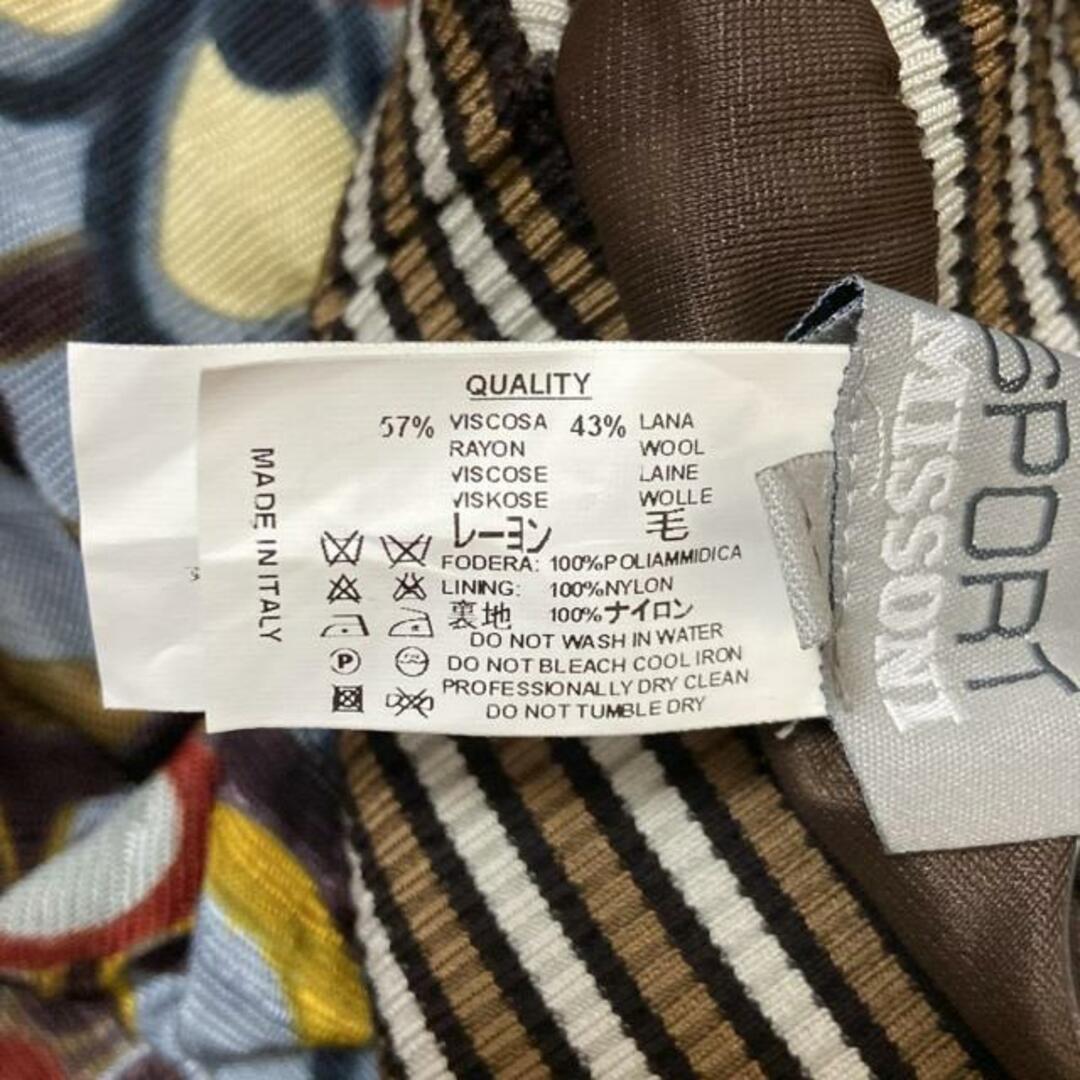 QUALITY
57% VISCOSA 43% LANA
RAYON WOOL
VISCOSE LAINE
VISKOSE WOLLE
レーヨン 毛
FODERA: 100%POLIAMMIDICA
LINING: 100%NYLON
裏地 100%ナイロン
DO NOT WASH IN WATER
DO NOT BLEACH COOL IRON
PROFESSIONALLY DRY CLEAN
DO NOT TUMBLE DRY
MADE IN ITALY
P
SPORT
MISSONI